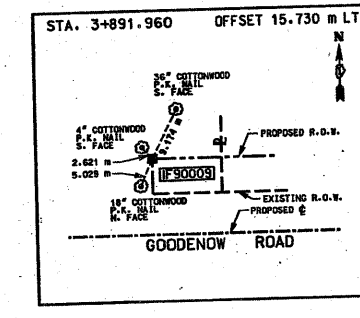 STA. 3+891.960 OFFSET 15.730 m LT
N
36" COTTONWOOD
P.K. NAIL
S. FACE
4" COTTONWOOD
P.K. NAIL
S. FACE
PROPOSED R.O.W.
2.621 m
5.029 m
IF90009
EXISTING R.O.W.
18" COTTONWOOD
P.K. NAIL
N. FACE
PROPOSED ℄
GOODENOW ROAD